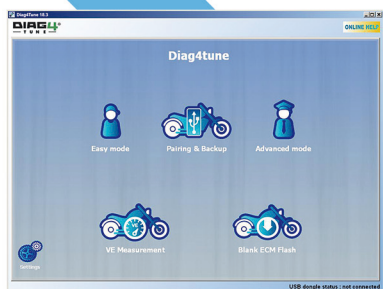 Diag4Tune 18.3
DIAG4
TUNE
ONLINE HELP
Diag4tune
Easy mode
Pairing & Backup
Advanced mode
VE Measurement
Blank ECM Flash
Settings
USB dongle status : not connected